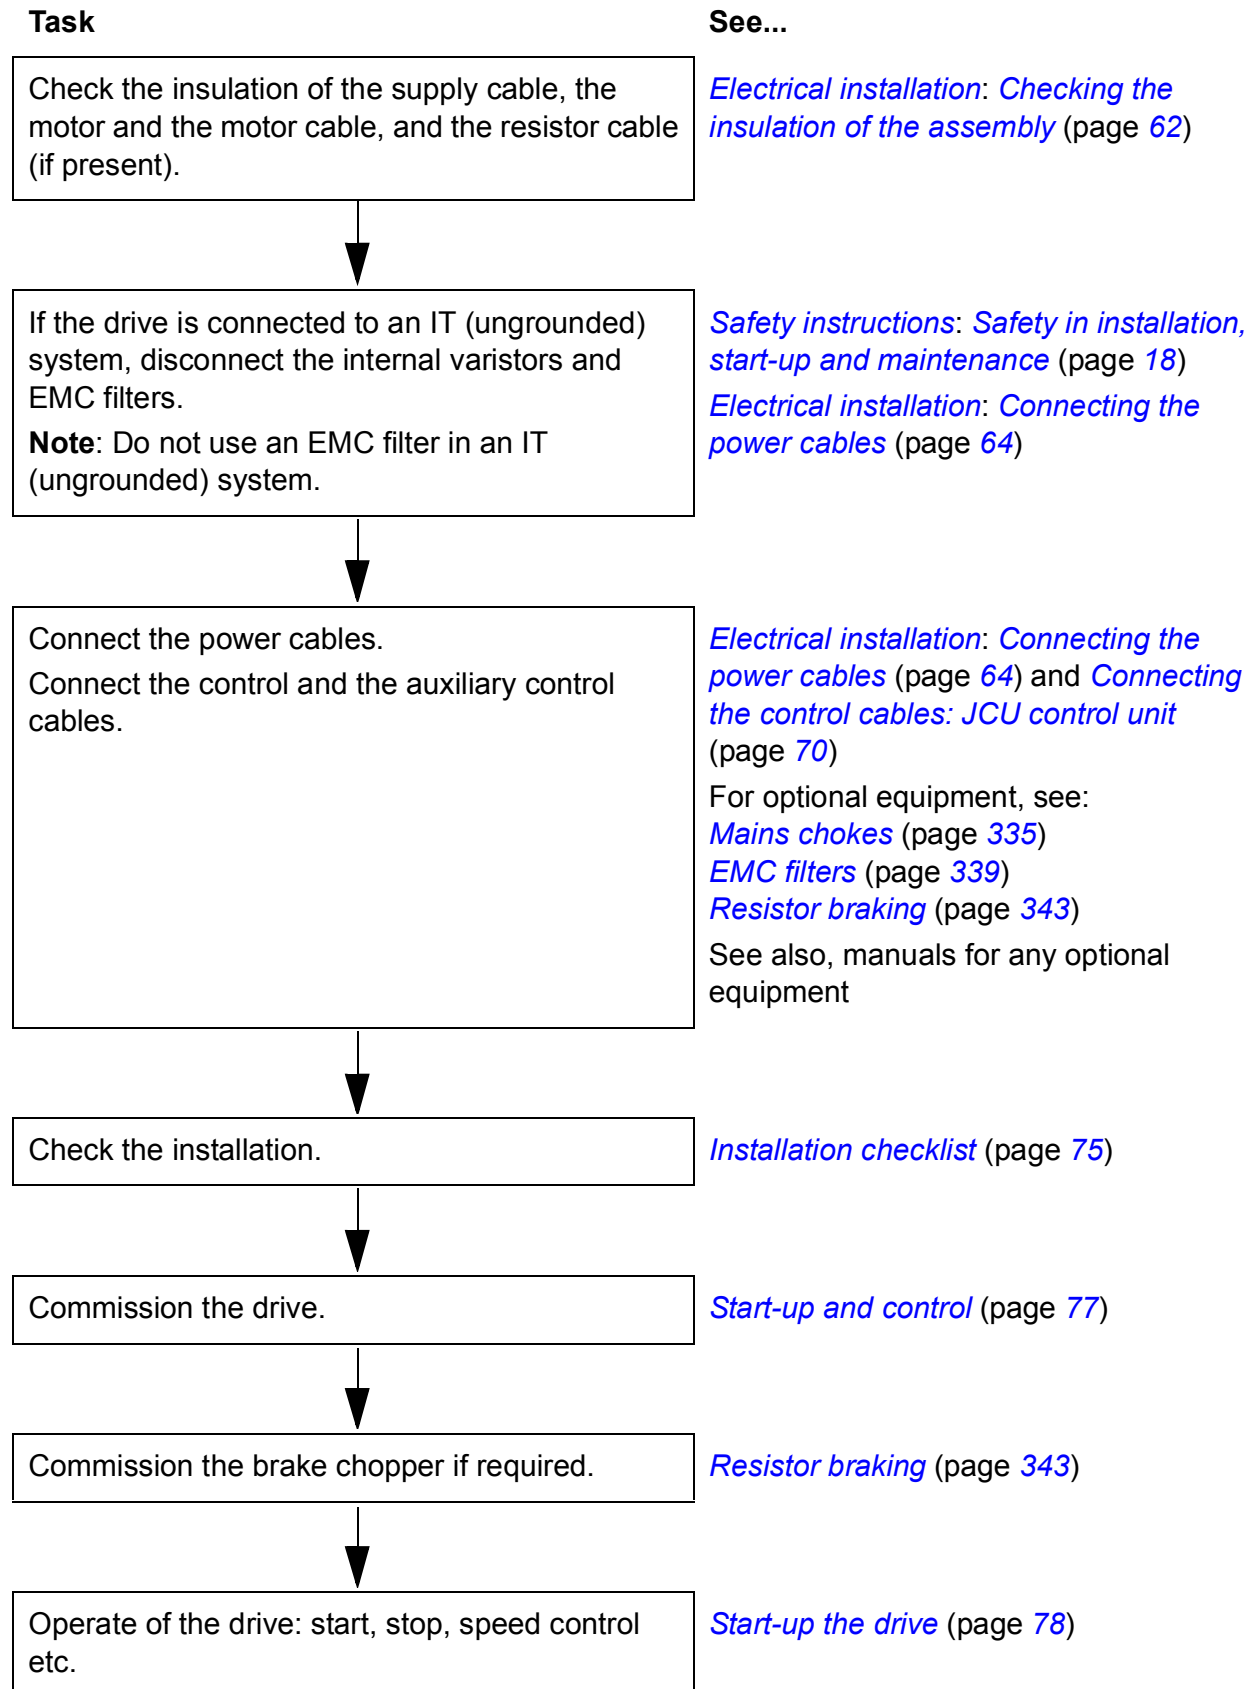 Task
See...
Check the insulation of the supply cable, the
motor and the motor cable, and the resistor cable
(if present).
Electrical installation: Checking the
insulation of the assembly (page 62)
If the drive is connected to an IT (ungrounded)
system, disconnect the internal varistors and
EMC filters.
Note: Do not use an EMC filter in an IT
(ungrounded) system.
Safety instructions: Safety in installation,
start-up and maintenance (page 18)
Electrical installation: Connecting the
power cables (page 64)
Connect the power cables.
Connect the control and the auxiliary control
cables.
Electrical installation: Connecting the
power cables (page 64) and Connecting
the control cables: JCU control unit
(page 70)
For optional equipment, see:
Mains chokes (page 335)
EMC filters (page 339)
Resistor braking (page 343)
See also, manuals for any optional
equipment
Check the installation.
Installation checklist (page 75)
Commission the drive.
Start-up and control (page 77)
Commission the brake chopper if required.
Resistor braking (page 343)
Operate of the drive: start, stop, speed control
etc.
Start-up the drive (page 78)